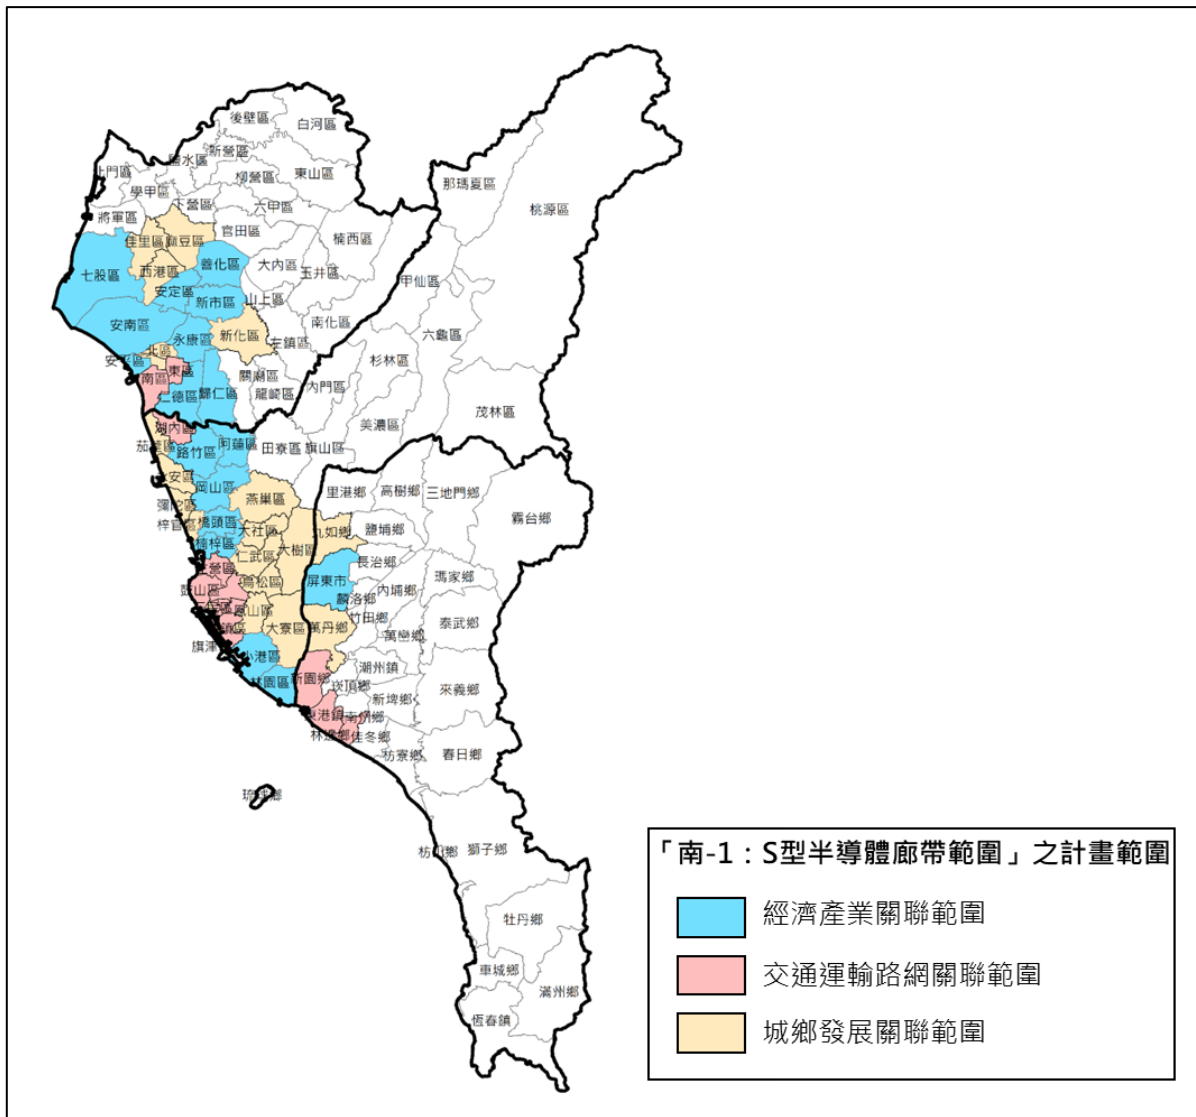 後壁區
白河區
新營區
鹽水區
東山區
柳營區
學甲區
下營區
六甲區
將軍區
官田區
那瑪夏區
桃源區
佳里區
麻豆區
楠西區
七股區
西港區
善化區
大內區
玉井區
安定區
新市區
山上區
甲仙區
安南區
永康區
新化區
左鎮區
南化區
六龜區
北區
安平區
東區
南區
關廟區
杉林區
仁德區
歸仁區
龍崎區
內門區
茂林區
湖內區
美濃區
路竹區
阿蓮區
田寮區
旗山區
岡山區
燕巢區
里港鄉
高樹鄉
三地門鄉
彌陀區
霧台鄉
梓官區
橋頭區
大社區
九如鄉
鹽埔鄉
楠梓區
仁武區
大樹區
長治鄉
鳥松區
屏東市
瑪家鄉
麟洛鄉
內埔鄉
鳳山區
大寮區
萬丹鄉
竹田鄉
泰武鄉
萬巒鄉
小港區
潮州鎮
林園區
新園鄉
崁頂鄉
新埤鄉
來義鄉
東港鎮
南州鄉
林邊鄉
佳冬鄉
枋寮鄉
春日鄉
琉球鄉
枋山鄉
獅子鄉
牡丹鄉
車城鄉
滿州鄉
恆春鎮
「南-1：S型半導體廊帶範圍」之計畫範圍
經濟產業關聯範圍
交通運輸路網關聯範圍
城鄉發展關聯範圍